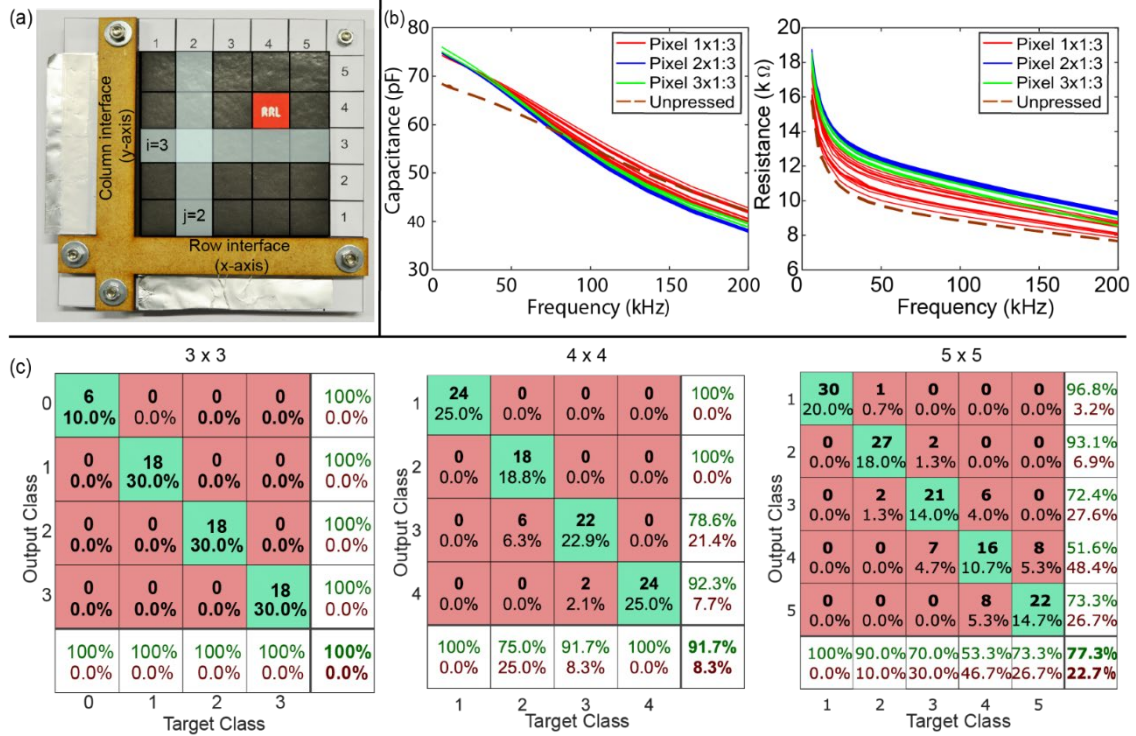 (a)
1 2 3 4 5
5
4
3
2
1
RRL
i=3
j=2
Column interface
(y-axis)
Row interface
(x-axis)
(b)
Capacitance (pF)
80
70
60
50
40
30
0 50 100 150 200
Frequency (kHz)
Pixel 1x1:3
Pixel 2x1:3
Pixel 3x1:3
Unpressed
Resistance (k Ω)
20
18
16
14
12
10
8
6
0 50 100 150 200
Frequency (kHz)
Pixel 1x1:3
Pixel 2x1:3
Pixel 3x1:3
Unpressed
(c)
3 x 3
Output Class
0 6 0 0 0 100%
10.0% 0.0% 0.0% 0.0% 0.0%
1 0 18 0 0 100%
0.0% 30.0% 0.0% 0.0% 0.0%
2 0 0 18 0 100%
0.0% 0.0% 30.0% 0.0% 0.0%
3 0 0 0 18 100%
0.0% 0.0% 0.0% 30.0% 0.0%
100% 100% 100% 100% 100%
0.0% 0.0% 0.0% 0.0% 0.0%
0 1 2 3
Target Class
4 x 4
Output Class
1 24 0 0 0 100%
25.0% 0.0% 0.0% 0.0% 0.0%
2 0 18 0 0 100%
0.0% 18.8% 0.0% 0.0% 0.0%
3 0 6 22 0 78.6%
0.0% 6.3% 22.9% 0.0% 21.4%
4 0 0 2 24 92.3%
0.0% 0.0% 2.1% 25.0% 7.7%
100% 75.0% 91.7% 100% 91.7%
0.0% 25.0% 8.3% 0.0% 8.3%
1 2 3 4
Target Class
5 x 5
Output Class
1 30 1 0 0 0 96.8%
20.0% 0.7% 0.0% 0.0% 0.0% 3.2%
2 0 27 2 0 0 93.1%
0.0% 18.0% 1.3% 0.0% 0.0% 6.9%
3 0 2 21 6 0 72.4%
0.0% 1.3% 14.0% 4.0% 0.0% 27.6%
4 0 0 7 16 8 51.6%
0.0% 0.0% 4.7% 10.7% 5.3% 48.4%
5 0 0 0 8 22 73.3%
0.0% 0.0% 0.0% 5.3% 14.7% 26.7%
100% 90.0% 70.0% 53.3% 73.3% 77.3%
0.0% 10.0% 30.0% 46.7% 26.7% 22.7%
1 2 3 4 5
Target Class